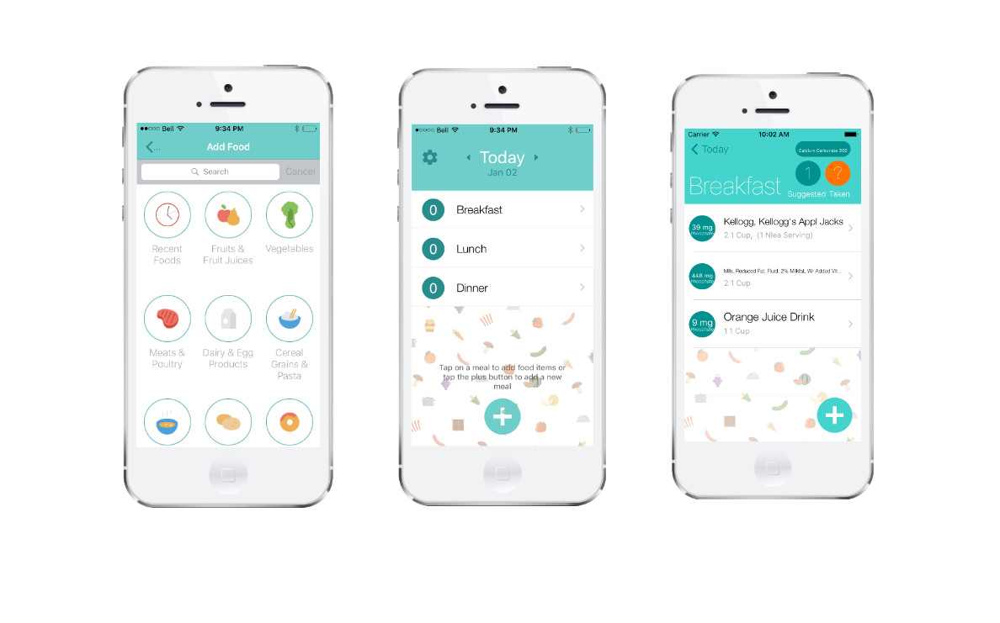 Bell 9:34 PM
... Add Food
Search Cancel
Recent
Foods
Fruits &
Fruit Juices
Vegetables
Meats &
Poultry
Dairy & Egg
Products
Cereal
Grains &
Pasta
Bell 9:34 PM
Today
Jan 02
0 Breakfast
0 Lunch
0 Dinner
Tap on a meal to add food items or
tap the plus button to add a new
meal
Carrier 10:02 AM
Today Calcium Carbonate 500
Breakfast 1 ?
Suggested Taken
39 mg
Phosphate
Kellogg, Kellogg's Appl Jacks
2 1 Cup, (1 Nlea Serving)
448 mg
Phosphate
Milk, Reduced Fat, Fluid, 2% Milkfat, W/ Added Vit...
2 1 Cup
9 mg
Phosphate
Orange Juice Drink
1 1 Cup